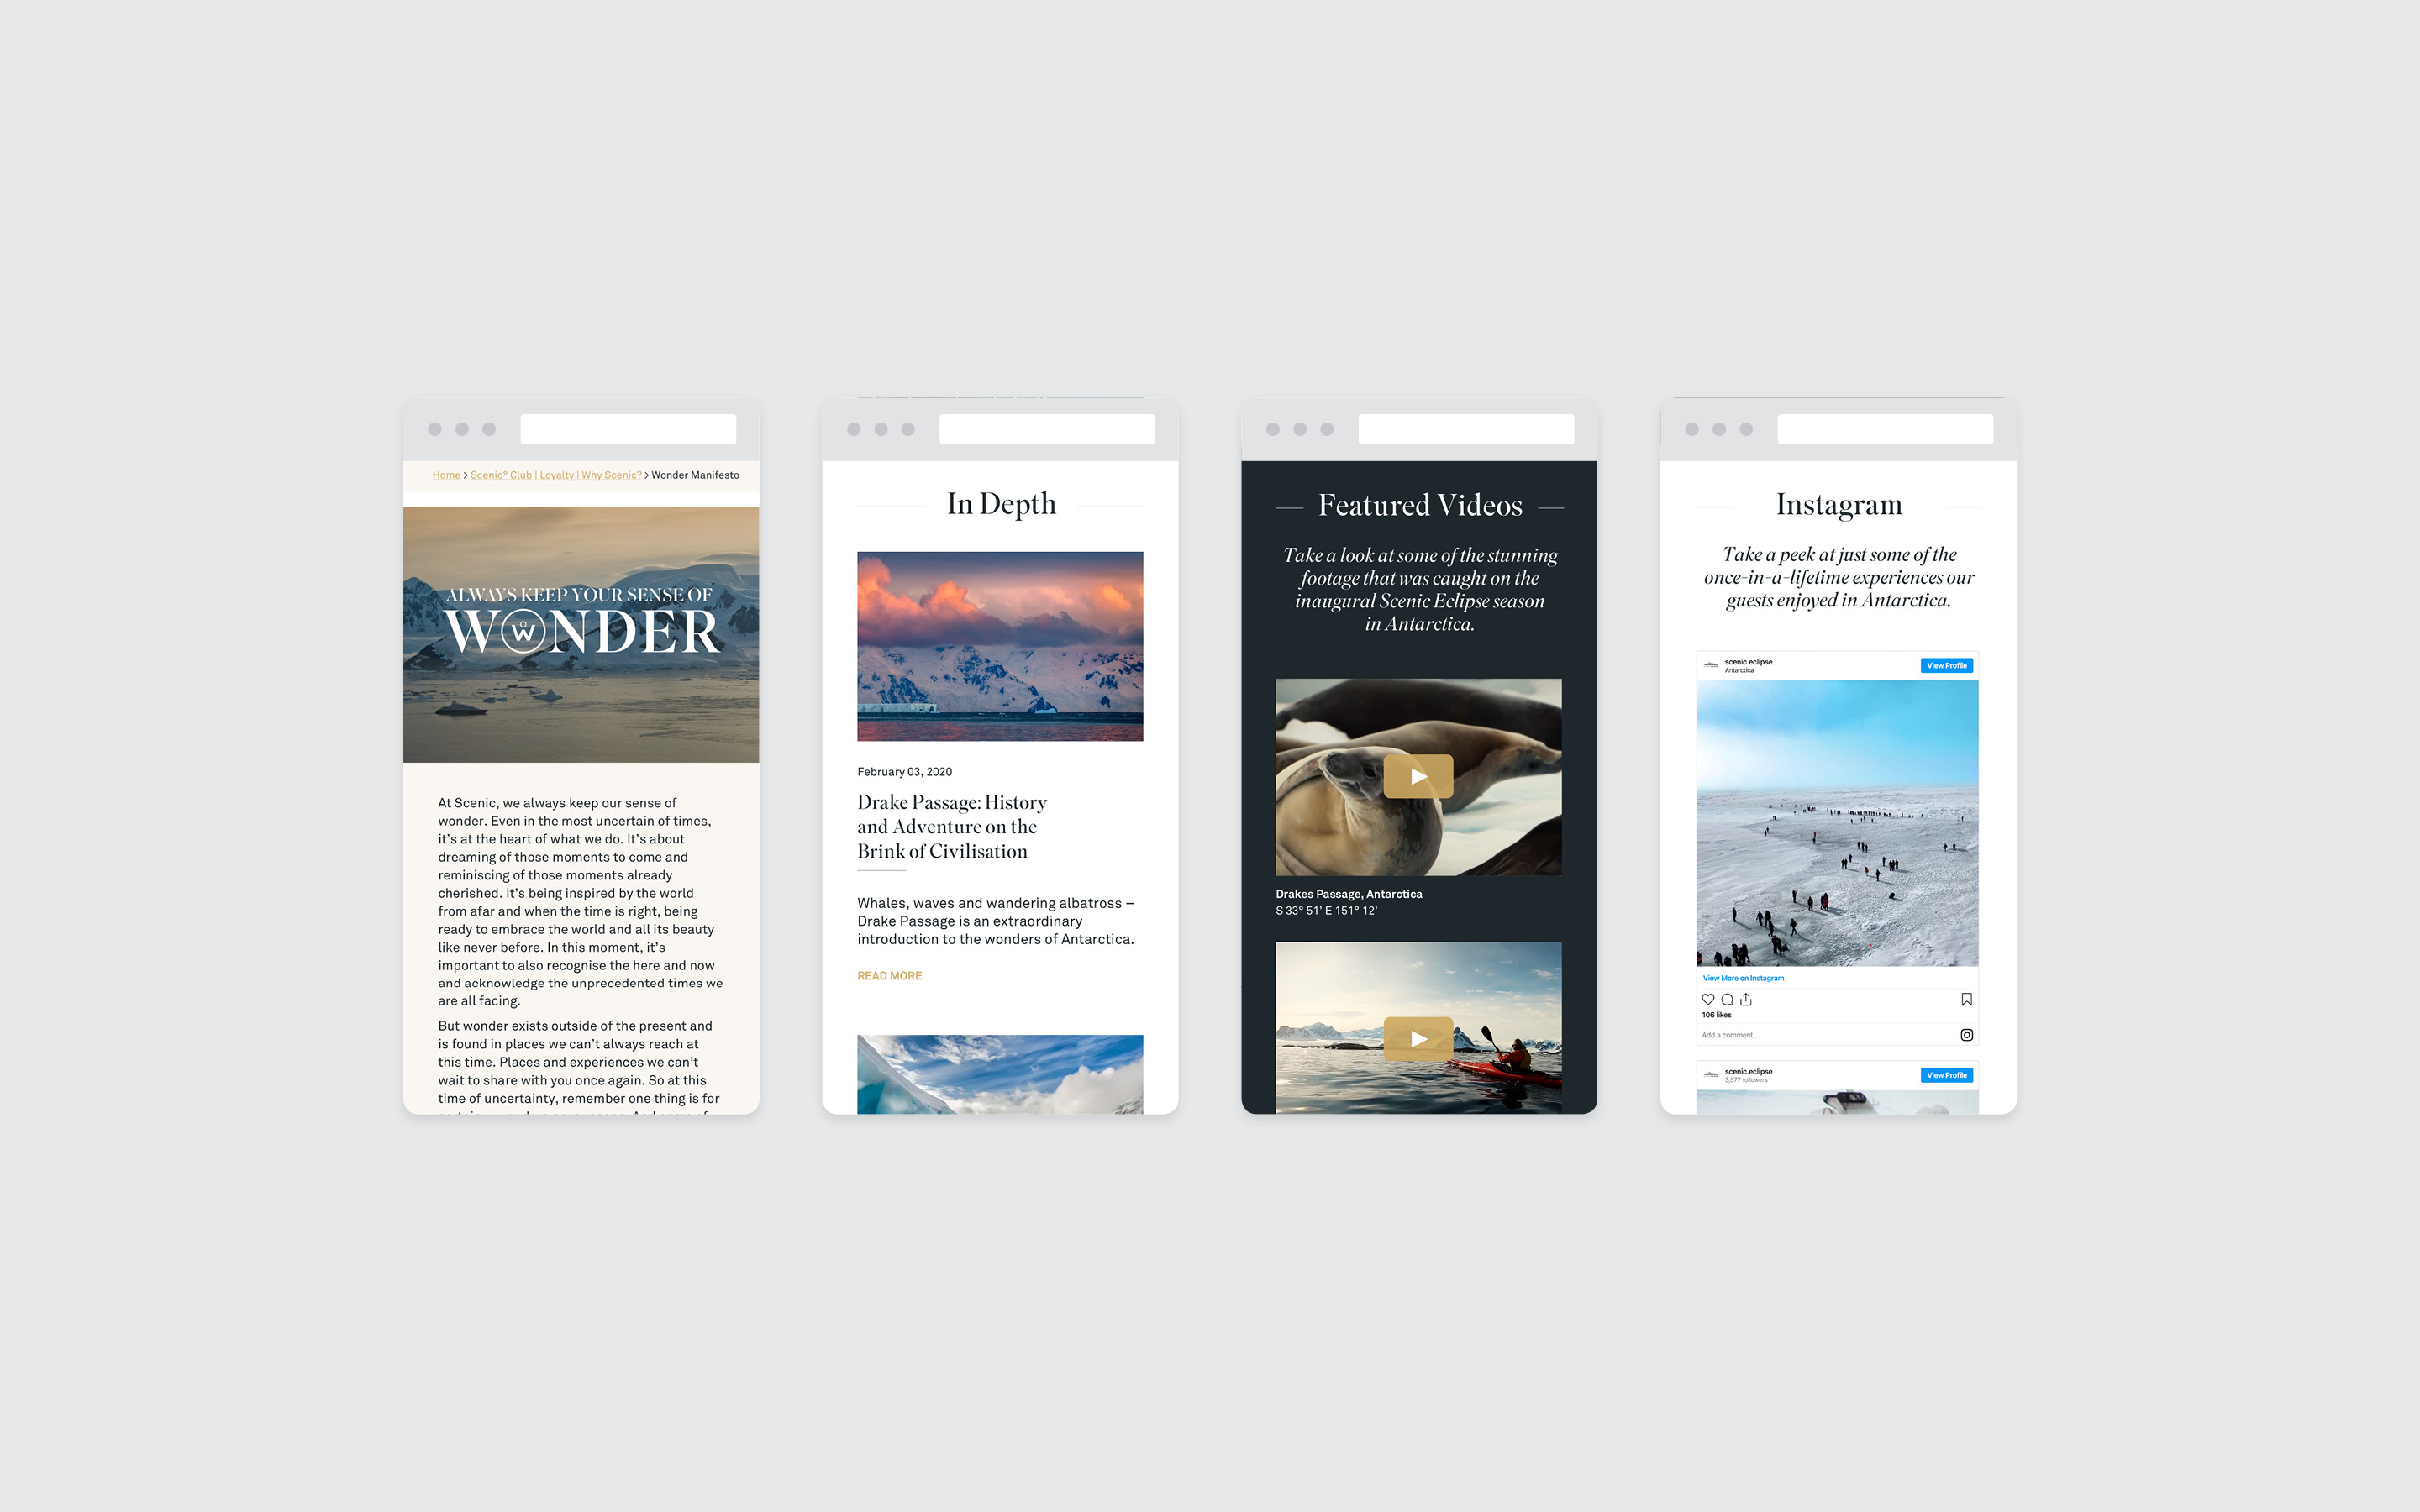 Home > Scenic® Club | Loyalty | Why Scenic? > Wonder Manifesto
ALWAYS KEEP YOUR SENSE OF
WONDER
At Scenic, we always keep our sense of
wonder. Even in the most uncertain of times,
it's at the heart of what we do. It's about
dreaming of those moments to come and
reminiscing of those moments already
cherished. It's being inspired by the world
from afar and when the time is right, being
ready to embrace the world and all its beauty
like never before. In this moment, it's
important to also recognise the here and now
and acknowledge the unprecedented times we
are all facing.
But wonder exists outside of the present and
is found in places we can't always reach at
this time. Places and experiences we can't
wait to share with you once again. So at this
time of uncertainty, remember one thing is for
In Depth
February 03, 2020
Drake Passage: History
and Adventure on the
Brink of Civilisation
Whales, waves and wandering albatross –
Drake Passage is an extraordinary
introduction to the wonders of Antarctica.
READ MORE
Featured Videos
Take a look at some of the stunning
footage that was caught on the
inaugural Scenic Eclipse season
in Antarctica.
Drakes Passage, Antarctica
S 33° 51' E 151° 12'
Instagram
Take a peek at just some of the
once-in-a-lifetime experiences our
guests enjoyed in Antarctica.
scenic.eclipse
Antarctica
View Profile
View More on Instagram
106 likes
Add a comment...
scenic.eclipse
3,577 followers
View Profile